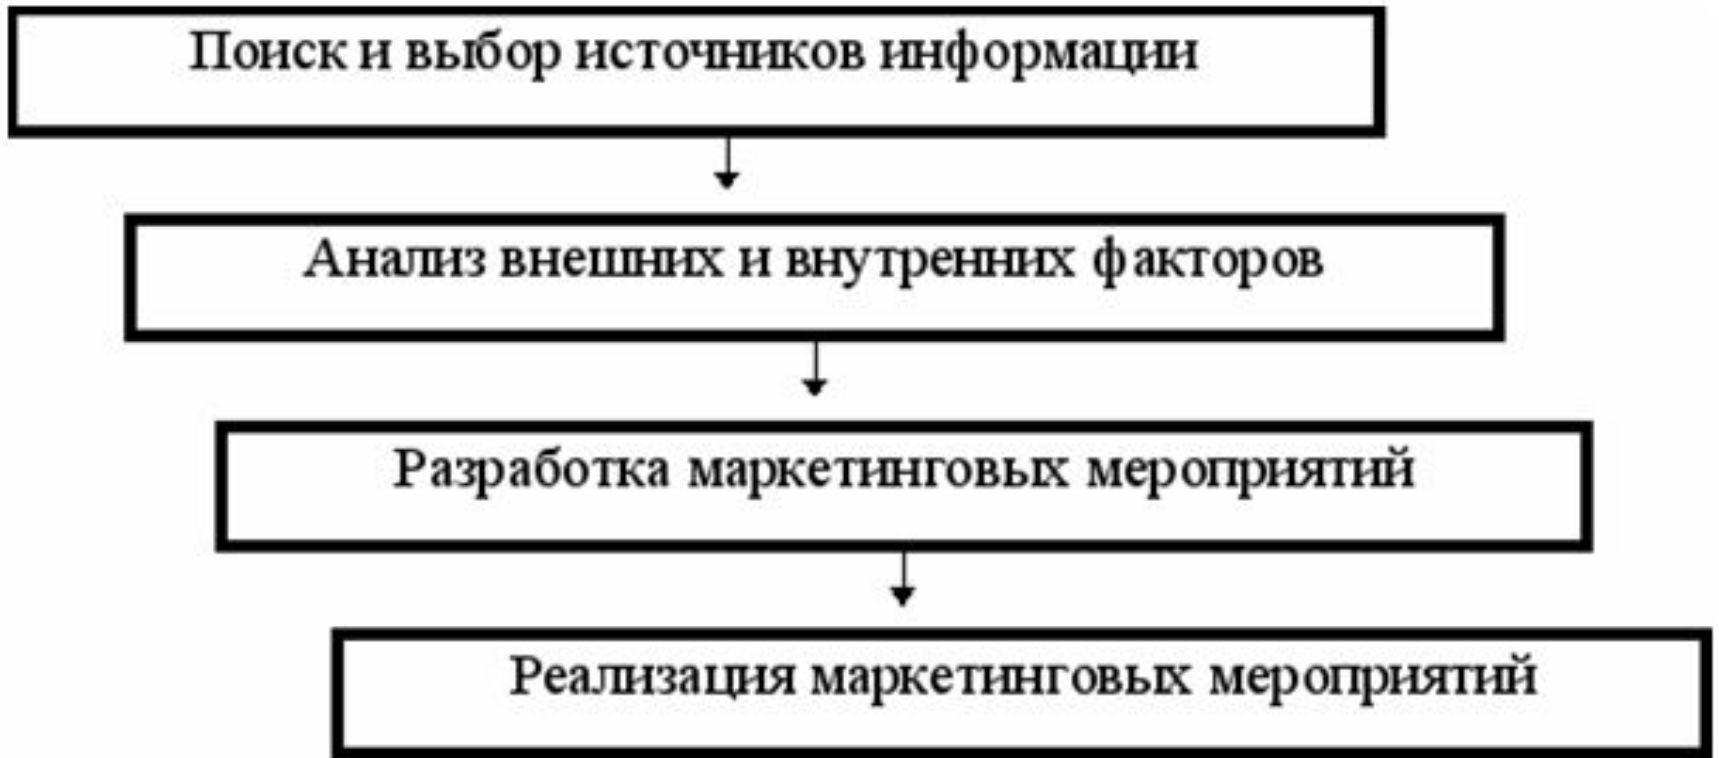 Поиск и выбор источников информации
Анализ внешних и внутренних факторов
Разработка маркетинговых мероприятий
Реализация маркетинговых мероприятий